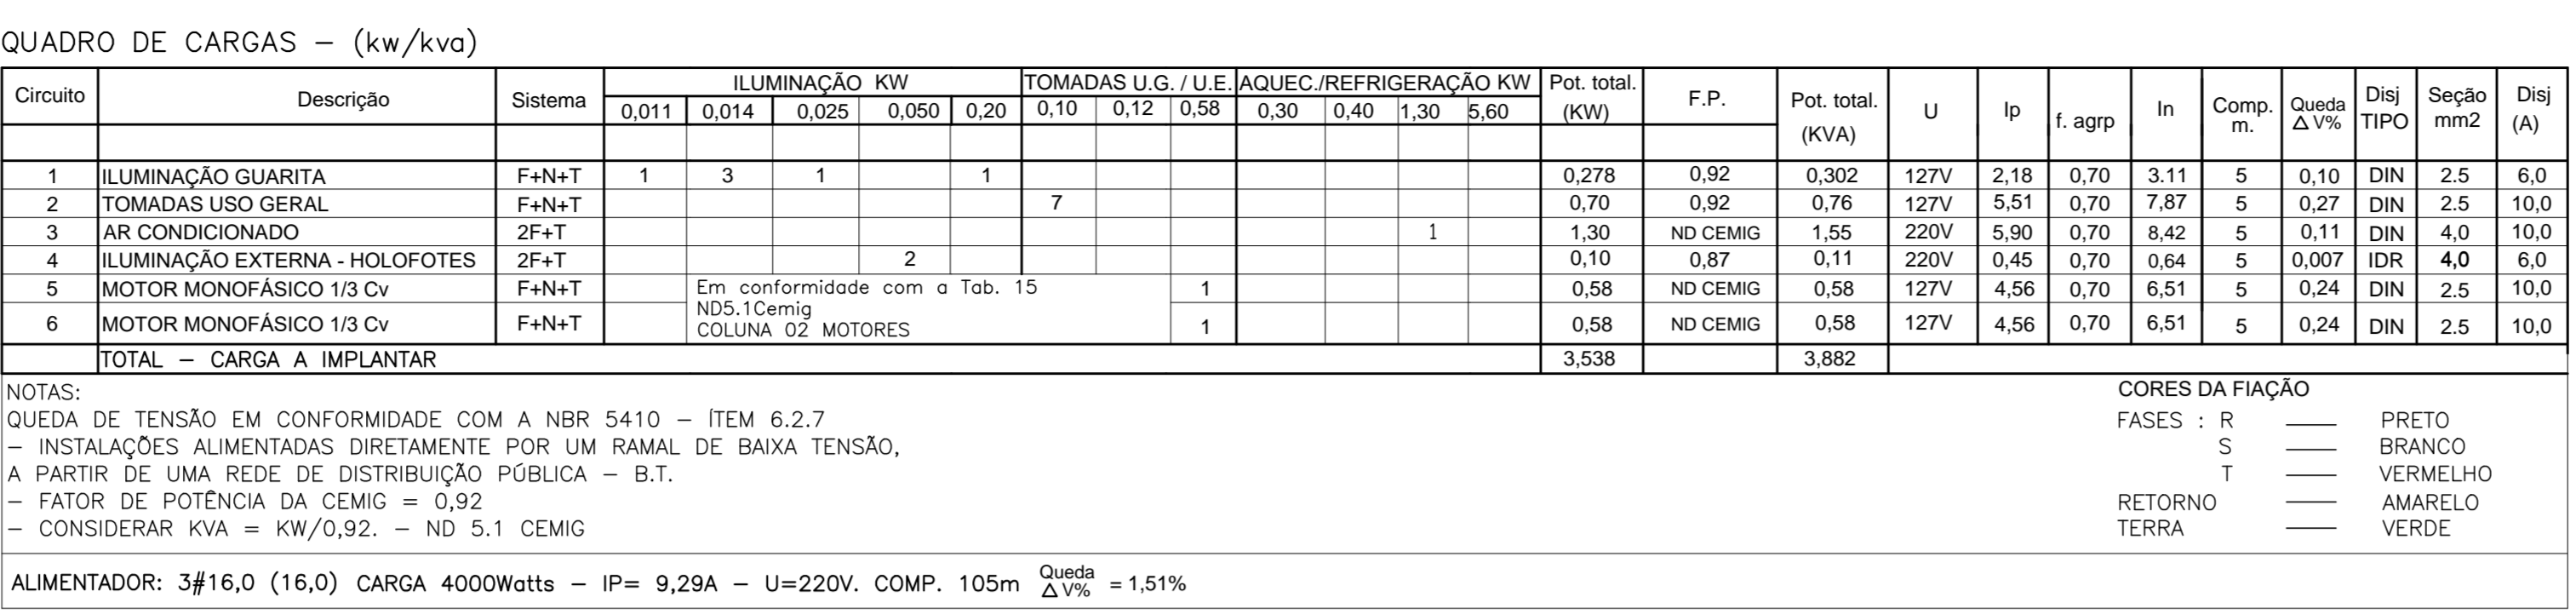 QUADRO DE CARGAS – (kw/kva)
Circuito Descrição Sistema ILUMINAÇÃO KW TOMADAS U.G. / U.E. AQUEC./REFRIGERAÇÃO KW Pot. total. (KW) F.P. Pot. total. (KVA) U Ip f. agrp In Comp. m. Queda Δ V% Disj TIPO Seção mm2 Disj (A)
0,011 0,014 0,025 0,050 0,20 0,10 0,12 0,58 0,30 0,40 1,30 5,60
1 ILUMINAÇÃO GUARITA F+N+T 1 3 1 1 0,278 0,92 0,302 127V 2,18 0,70 3.11 5 0,10 DIN 2.5 6,0
2 TOMADAS USO GERAL F+N+T 7 0,70 0,92 0,76 127V 5,51 0,70 7,87 5 0,27 DIN 2.5 10,0
3 AR CONDICIONADO 2F+T 1 1,30 ND CEMIG 1,55 220V 5,90 0,70 8,42 5 0,11 DIN 4,0 10,0
4 ILUMINAÇÃO EXTERNA - HOLOFOTES 2F+T 2 0,10 0,87 0,11 220V 0,45 0,70 0,64 5 0,007 IDR 4,0 6,0
5 MOTOR MONOFÁSICO 1/3 Cv F+N+T 1 0,58 ND CEMIG 0,58 127V 4,56 0,70 6,51 5 0,24 DIN 2.5 10,0
Em conformidade com a Tab. 15
ND5.1Cemig
COLUNA 02 MOTORES
6 MOTOR MONOFÁSICO 1/3 Cv F+N+T 1 0,58 ND CEMIG 0,58 127V 4,56 0,70 6,51 5 0,24 DIN 2.5 10,0
TOTAL – CARGA A IMPLANTAR 3,538 3,882
NOTAS:
QUEDA DE TENSÃO EM CONFORMIDADE COM A NBR 5410 – ÍTEM 6.2.7
– INSTALAÇÕES ALIMENTADAS DIRETAMENTE POR UM RAMAL DE BAIXA TENSÃO,
A PARTIR DE UMA REDE DE DISTRIBUIÇÃO PÚBLICA – B.T.
– FATOR DE POTÊNCIA DA CEMIG = 0,92
– CONSIDERAR KVA = KW/0,92. – ND 5.1 CEMIG
CORES DA FIAÇÃO
FASES : R —— PRETO
S —— BRANCO
T —— VERMELHO
RETORNO —— AMARELO
TERRA —— VERDE
ALIMENTADOR: 3#16,0 (16,0) CARGA 4000Watts – IP= 9,29A – U=220V. COMP. 105m Queda Δ V% = 1,51%